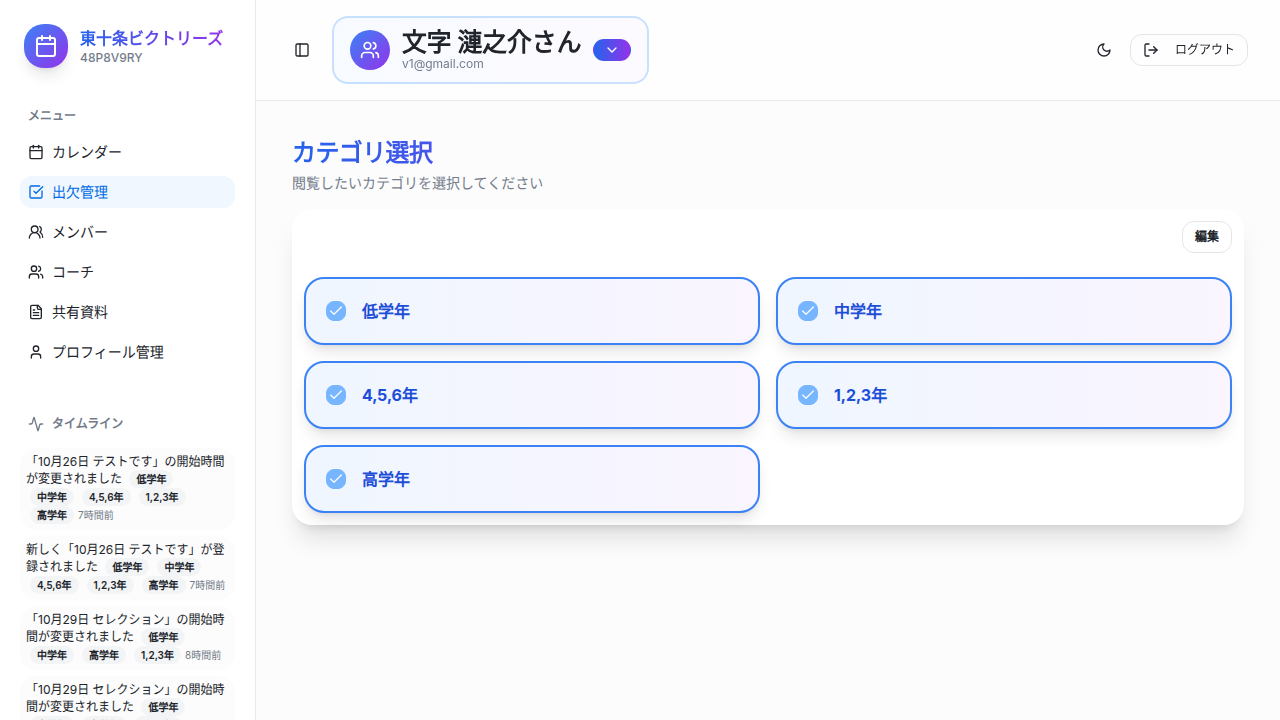 東十条ビクトリーズ
48P8V9RY
メニュー
カレンダー
出欠管理
メンバー
コーチ
共有資料
プロフィール管理
タイムライン
「10月26日 テストです」の開始時間
が変更されました 低学年
中学年 4,5,6年 1,2,3年
高学年 7時間前
新しく「10月26日 テストです」が登
録されました 低学年 中学年
4,5,6年 1,2,3年 高学年 7時間前
「10月29日 セレクション」の開始時
間が変更されました 低学年
中学年 高学年 1,2,3年 8時間前
「10月29日 セレクション」の開始時
間が変更されました 低学年
文字 漣之介さん
v1@gmail.com
ログアウト
カテゴリ選択
閲覧したいカテゴリを選択してください
編集
低学年
中学年
4,5,6年
1,2,3年
高学年